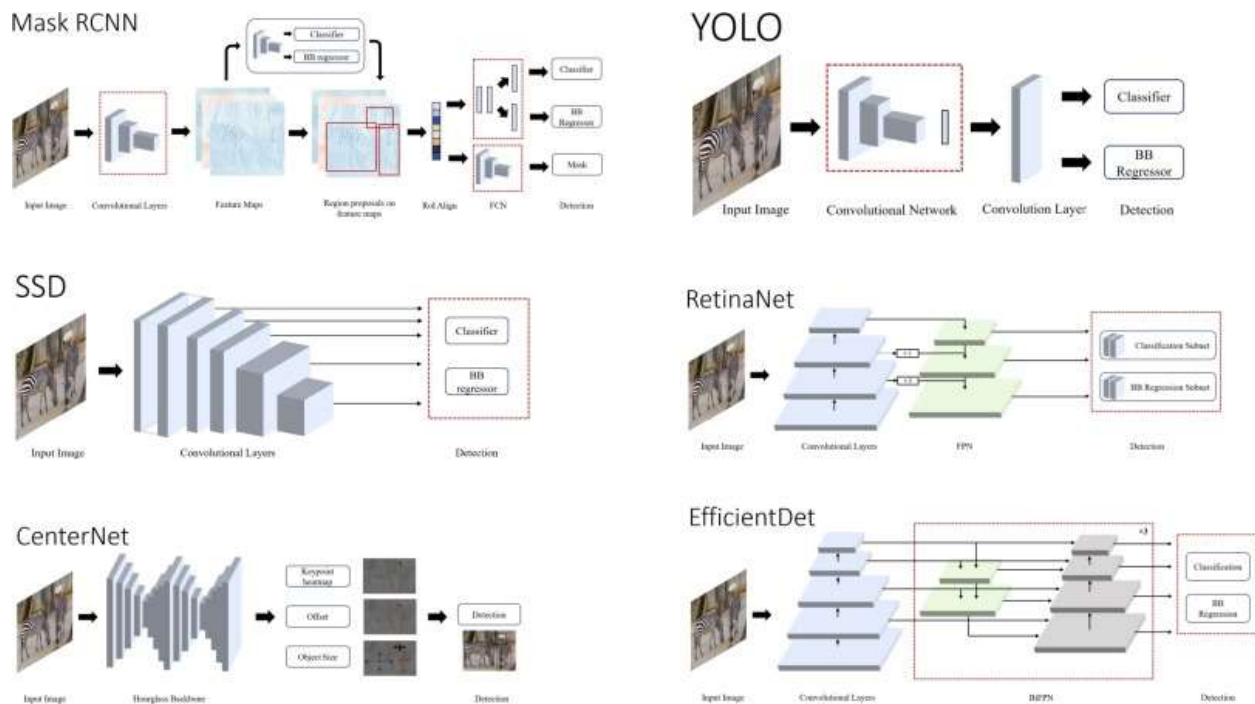 Mask RCNN
Classifier
BB regressor
Classifier
BB
Regressor
Mask
Input Image
Convolutional Layers
Feature Maps
Region proposals on
feature maps
RoI Align
FCN
Detection
YOLO
Classifier
BB
Regressor
Input Image
Convolutional Network
Convolution Layer
Detection
SSD
Classifier
BB
regressor
Input Image
Convolutional Layers
Detection
RetinaNet
Classification Subnet
BB Regression Subnet
Input Image
Convolutional Layers
FPN
Detection
CenterNet
Keypoint
heatmap
Offset
Object Size
Detection
Input Image
Hourglass Backbone
Detection
EfficientDet
×3
Classification
BB
Regression
Input Image
Convolutional Layers
BiFPN
Detection